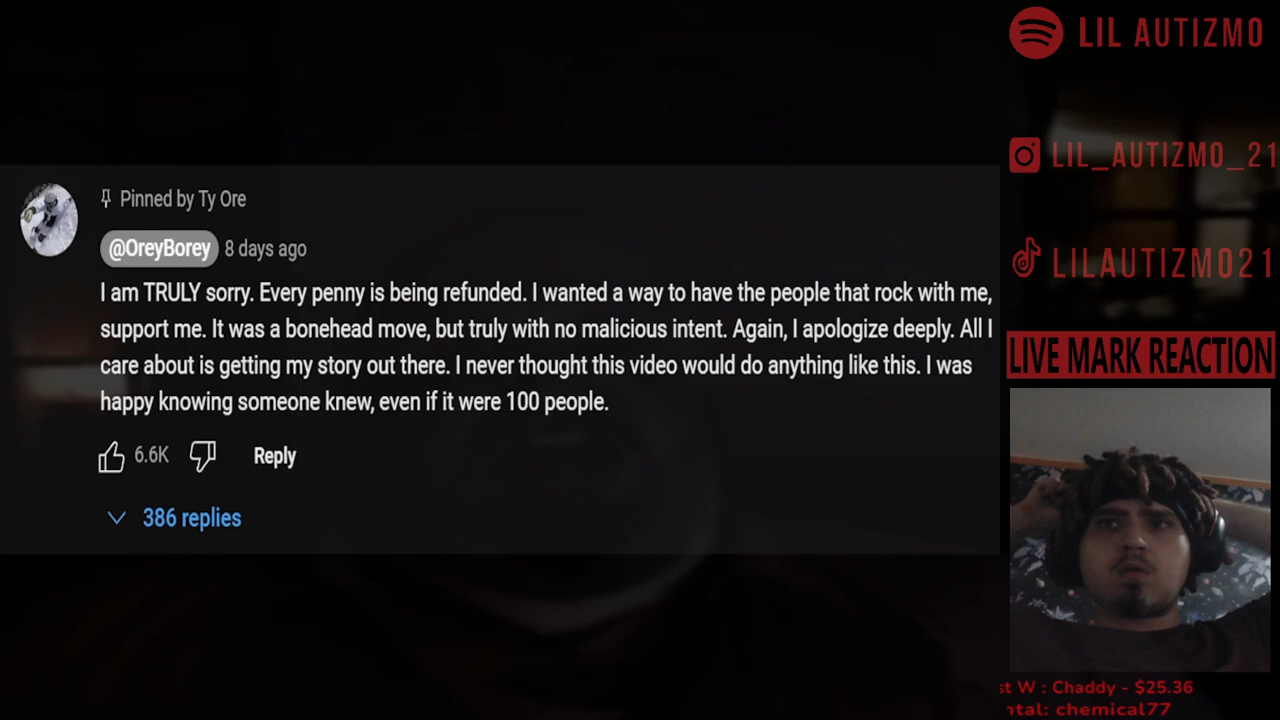 Pinned by Ty Ore
@OreyBorey 8 days ago
I am TRULY sorry. Every penny is being refunded. I wanted a way to have the people that rock with me,
support me. It was a bonehead move, but truly with no malicious intent. Again, I apologize deeply. All I
care about is getting my story out there. I never thought this video would do anything like this. I was
happy knowing someone knew, even if it were 100 people.
6.6K Reply
386 replies
LIL AUTIZMO
LIL_AUTIZMO_21
LILAUTIZMO21
LIVE MARK REACTION
st W : Chaddy - $25.36
ntal: chemical77